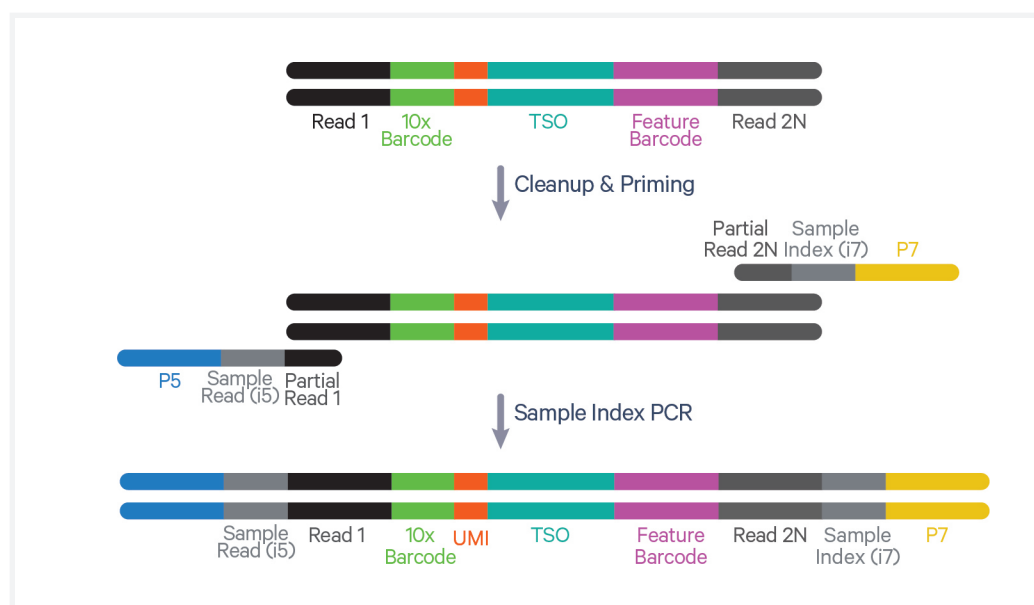 Read 1
10x
Barcode
TSO
Feature
Barcode
Read 2N
Cleanup & Priming
Partial
Read 2N
Sample
Index (i7)
P7
P5
Sample
Read (i5)
Partial
Read 1
Sample Index PCR
Sample
Read (i5)
Read 1
10x
Barcode
UMI
TSO
Feature
Barcode
Read 2N
Sample
Index (i7)
P7